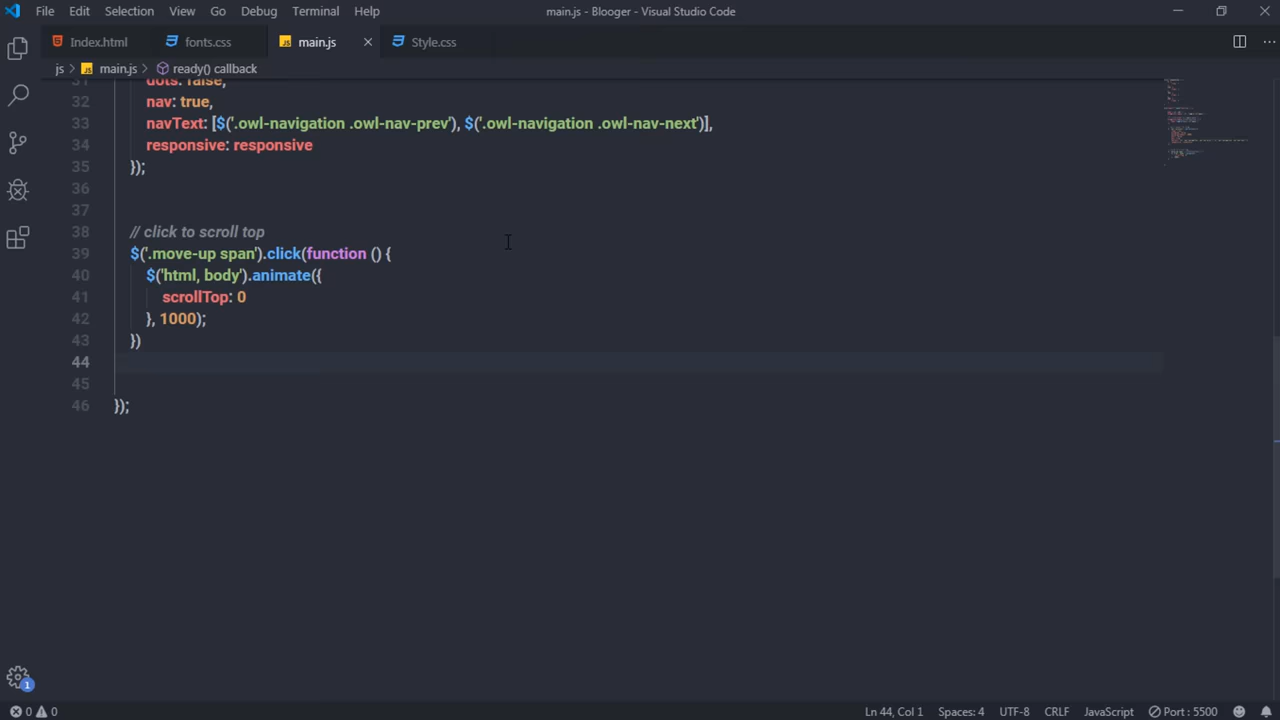 File Edit Selection View Go Debug Terminal Help main.js - Blooger - Visual Studio Code
Index.html fonts.css main.js Style.css
js > main.js > ready() callback
31 dots: false,
32 nav: true,
33 navText: [$('.owl-navigation .owl-nav-prev'), $('.owl-navigation .owl-nav-next')],
34 responsive: responsive
35 });
36
37
38 // click to scroll top
39 $('.move-up span').click(function () {
40 $('html, body').animate({
41 scrollTop: 0
42 }, 1000);
43 })
44
45
46 });
1
0 0 Ln 44, Col 1 Spaces: 4 UTF-8 CRLF JavaScript Port : 5500